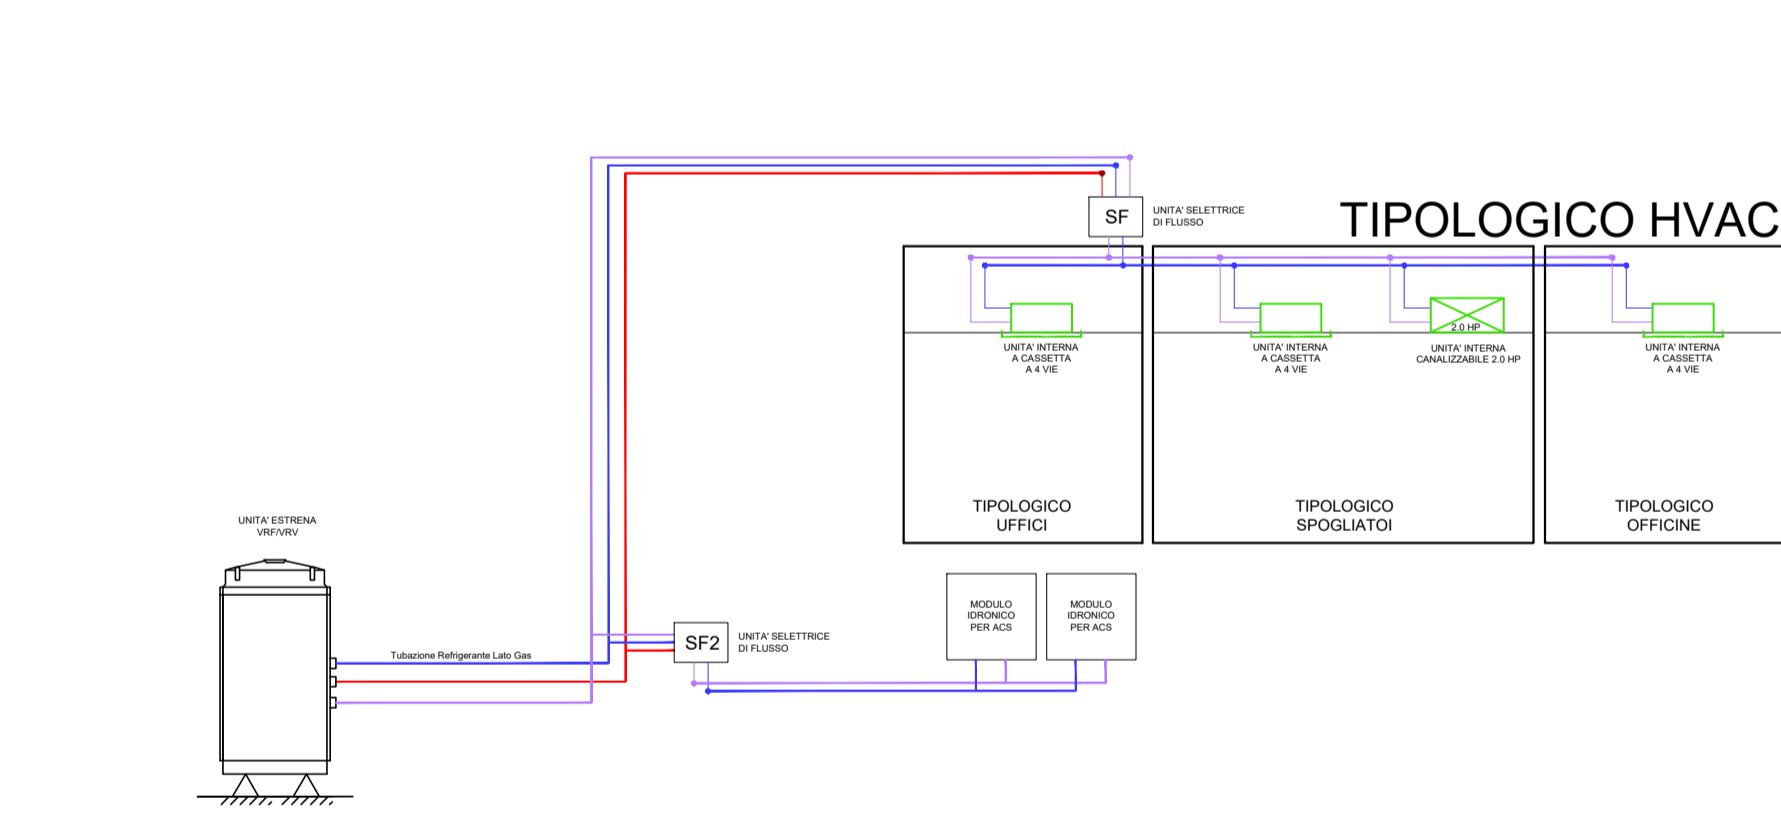 TIPOLOGICO HVAC
SF
UNITA' SELETTRICE
DI FLUSSO
2.0 HP
UNITA' INTERNA
A CASSETTA
A 4 VIE
UNITA' INTERNA
A CASSETTA
A 4 VIE
UNITA' INTERNA
CANALIZZABILE 2.0 HP
UNITA' INTERNA
A CASSETTA
A 4 VIE
TIPOLOGICO
UFFICI
TIPOLOGICO
SPOGLIATOI
TIPOLOGICO
OFFICINE
UNITA' ESTRENA
VRF/VRV
Tubazione Refrigerante Lato Gas
SF2
UNITA' SELETTRICE
DI FLUSSO
MODULO
IDRONICO
PER ACS
MODULO
IDRONICO
PER ACS